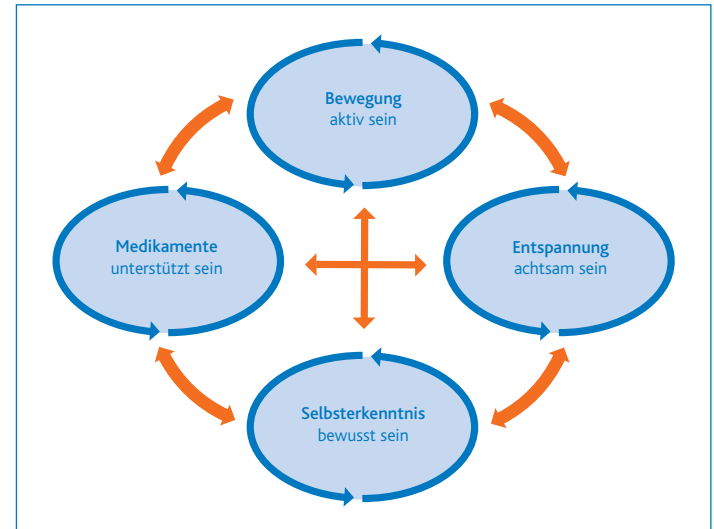 Bewegung
aktiv sein
Medikamente
unterstützt sein
Entspannung
achtsam sein
Selbsterkenntnis
bewusst sein